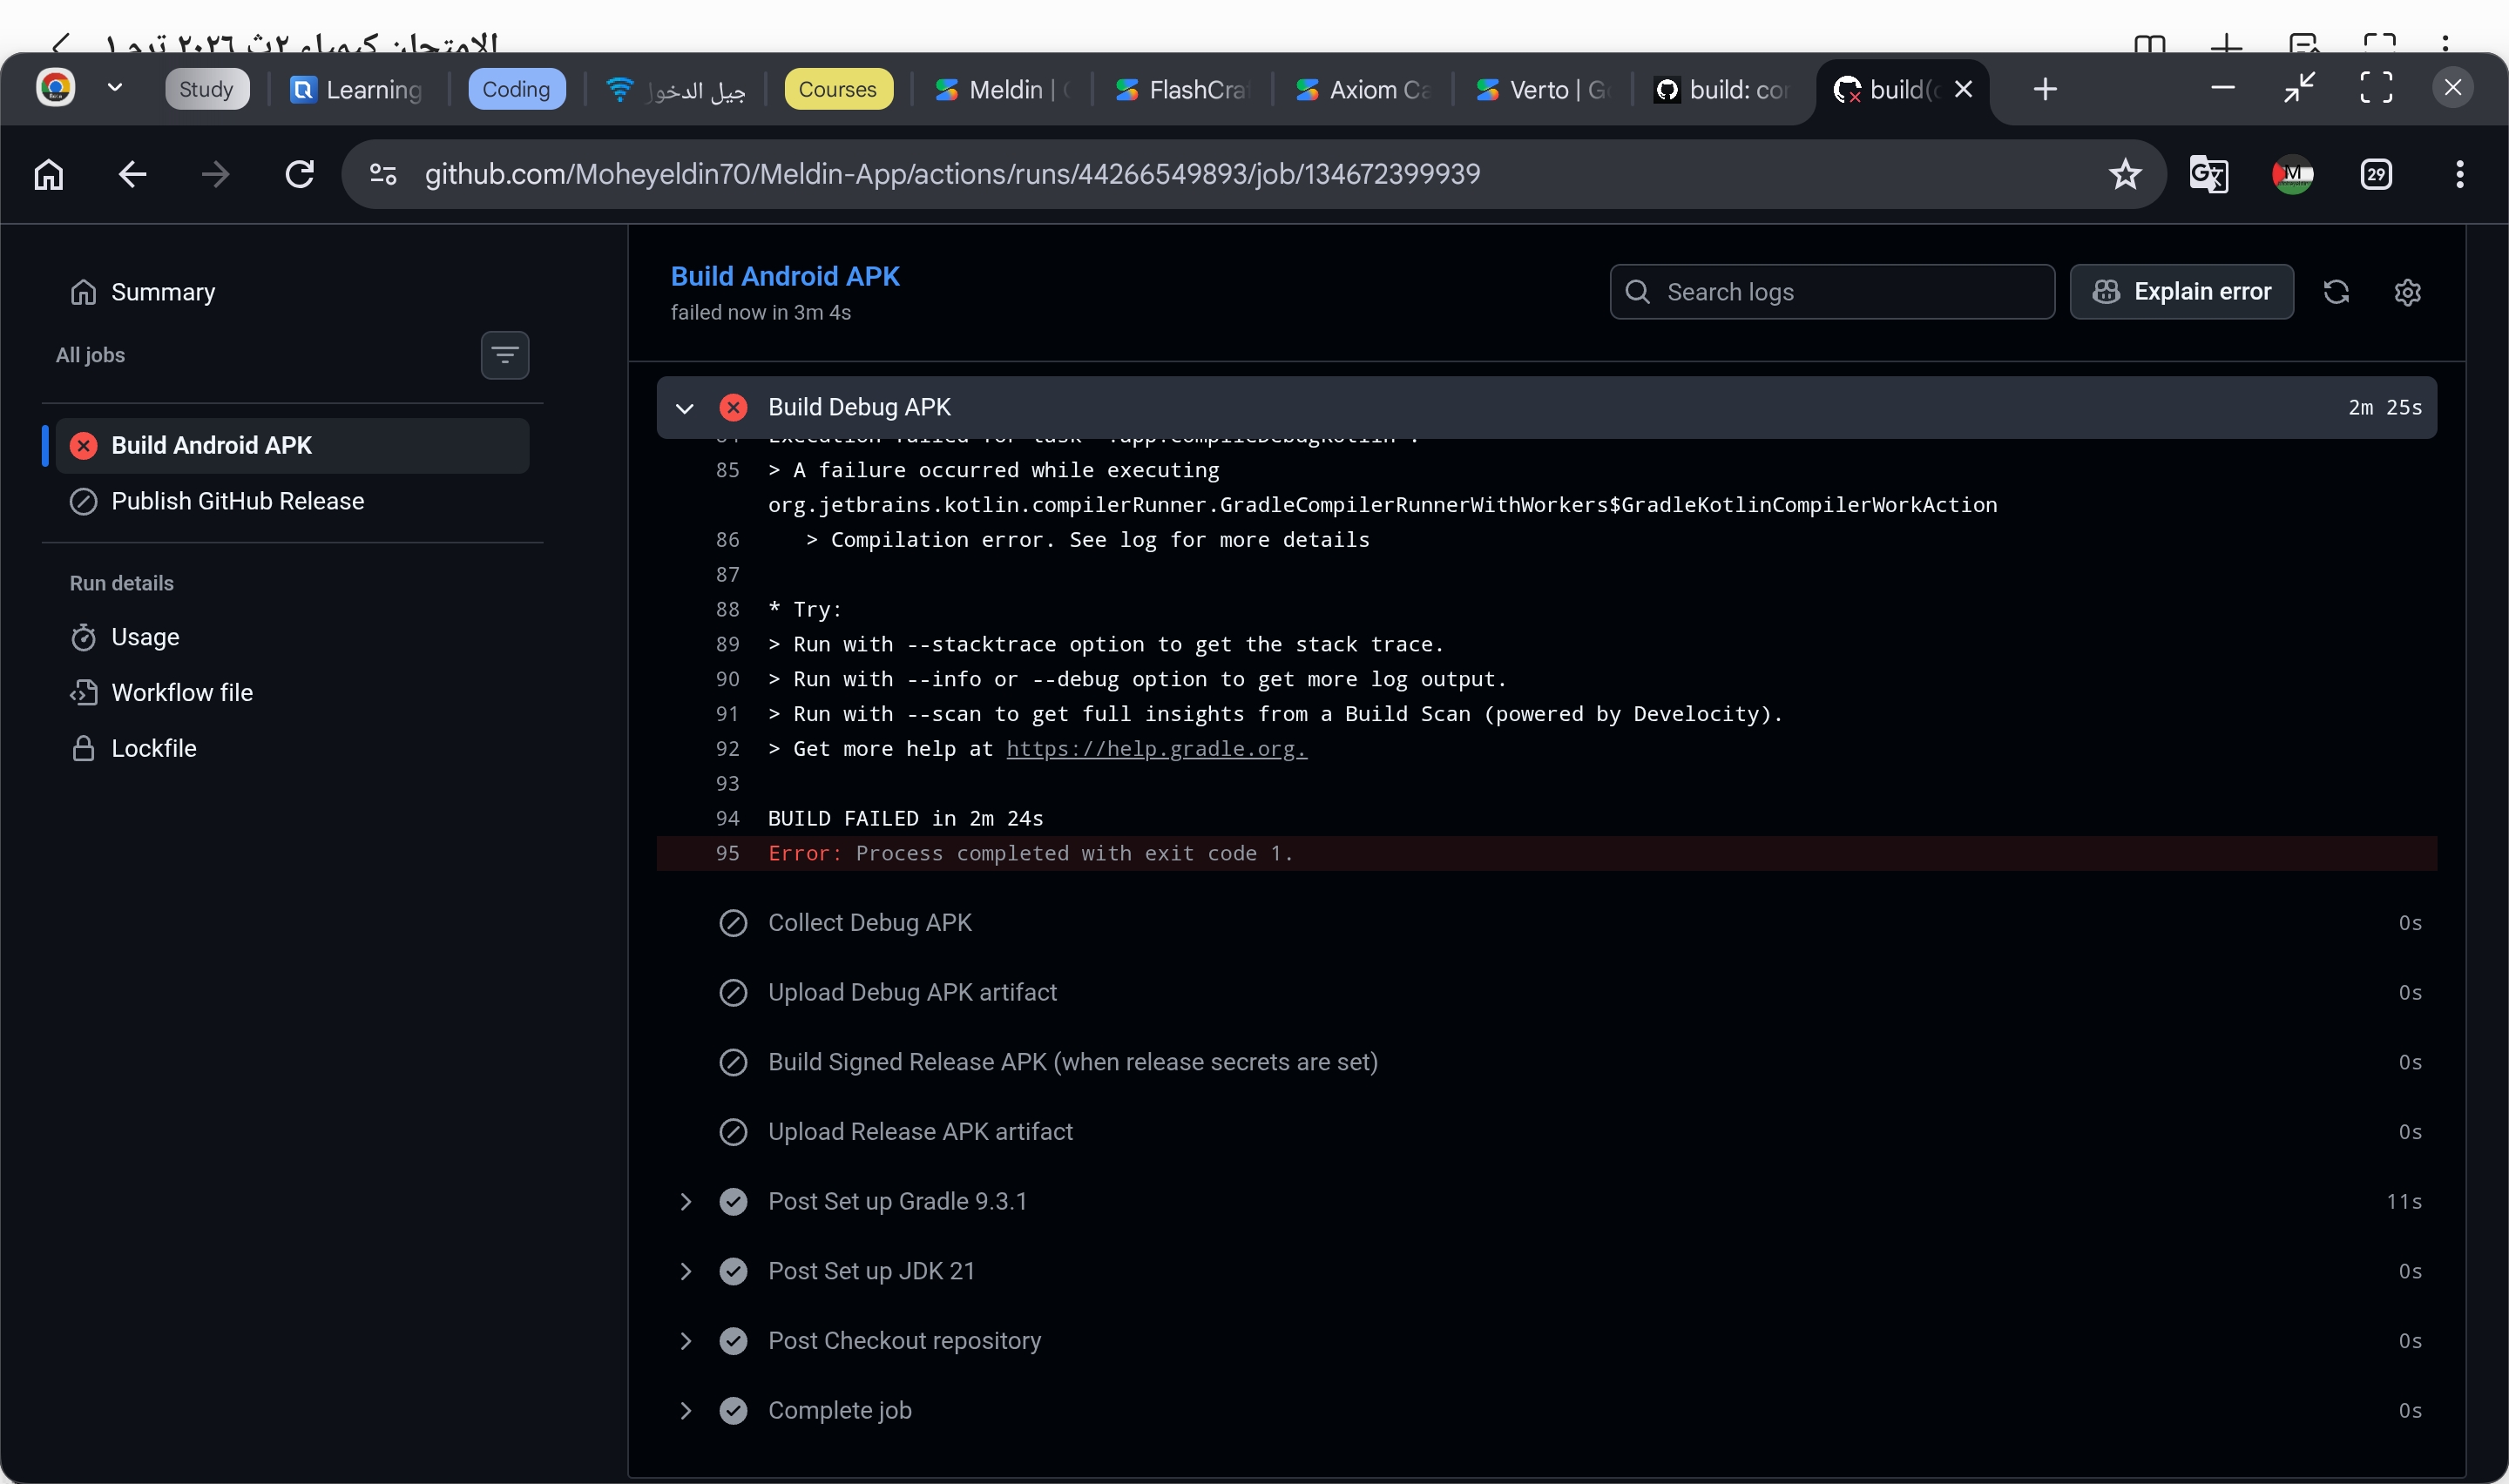 Study
Learning
Coding
جيل الدخول
Courses
Meldin |
FlashCra
Axiom Ca
Verto | G
build: co
build(
github.com/Moheyeldin70/Meldin-App/actions/runs/44266549893/job/134672399939
29
Summary
All jobs
Build Android APK
Publish GitHub Release
Run details
Usage
Workflow file
Lockfile
Build Android APK
failed now in 3m 4s
Search logs
Explain error
Build Debug APK
2m 25s
85 > A failure occurred while executing
org.jetbrains.kotlin.compilerRunner.GradleCompilerRunnerWithWorkers$GradleKotlinCompilerWorkAction
86 > Compilation error. See log for more details
87
88 * Try:
89 > Run with --stacktrace option to get the stack trace.
90 > Run with --info or --debug option to get more log output.
91 > Run with --scan to get full insights from a Build Scan (powered by Develocity).
92 > Get more help at https://help.gradle.org.
93
94 BUILD FAILED in 2m 24s
95 Error: Process completed with exit code 1.
Collect Debug APK 0s
Upload Debug APK artifact 0s
Build Signed Release APK (when release secrets are set) 0s
Upload Release APK artifact 0s
Post Set up Gradle 9.3.1 11s
Post Set up JDK 21 0s
Post Checkout repository 0s
Complete job 0s